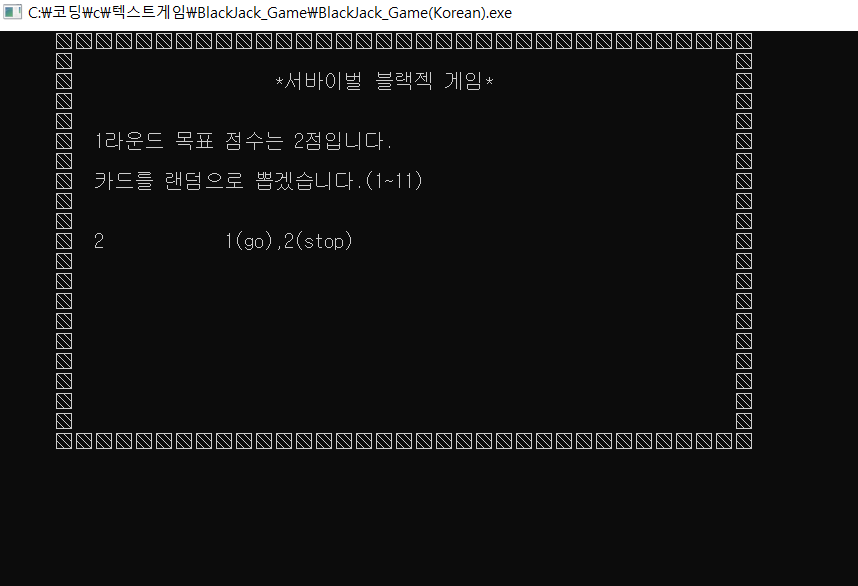 C:₩코딩₩c₩텍스트게임₩BlackJack_Game₩BlackJack_Game(Korean).exe
*서바이벌 블랙젝 게임*
1라운드 목표 점수는 2점입니다.
카드를 랜덤으로 뽑겠습니다.(1~11)
2 1(go),2(stop)